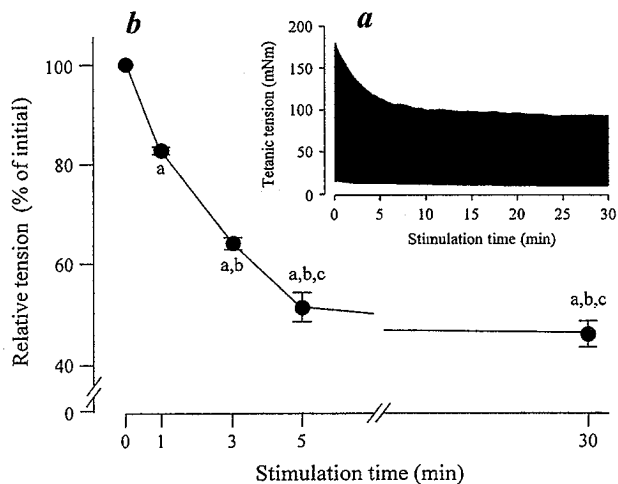 b
a
Relative tension (% of initial)
100
80
60
40
0
a
a,b
a,b,c
a,b,c
0 1 3 5 30
Stimulation time (min)
Tetanic tension (mNm)
200
150
100
50
0
0 5 10 15 20 25 30
Stimulation time (min)